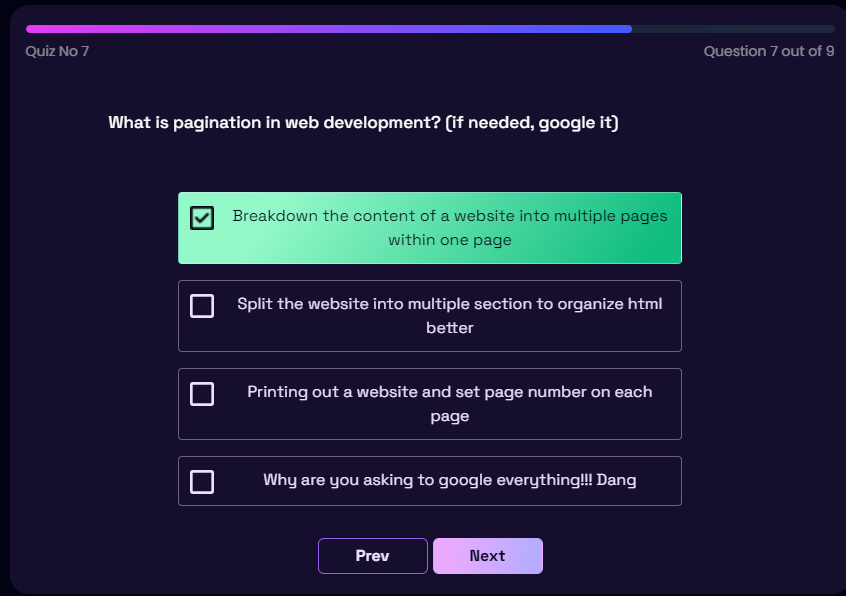 Quiz No 7
Question 7 out of 9
What is pagination in web development? (if needed, google it)
Breakdown the content of a website into multiple pages
within one page
Split the website into multiple section to organize html
better
Printing out a website and set page number on each
page
Why are you asking to google everything!!! Dang
Prev
Next